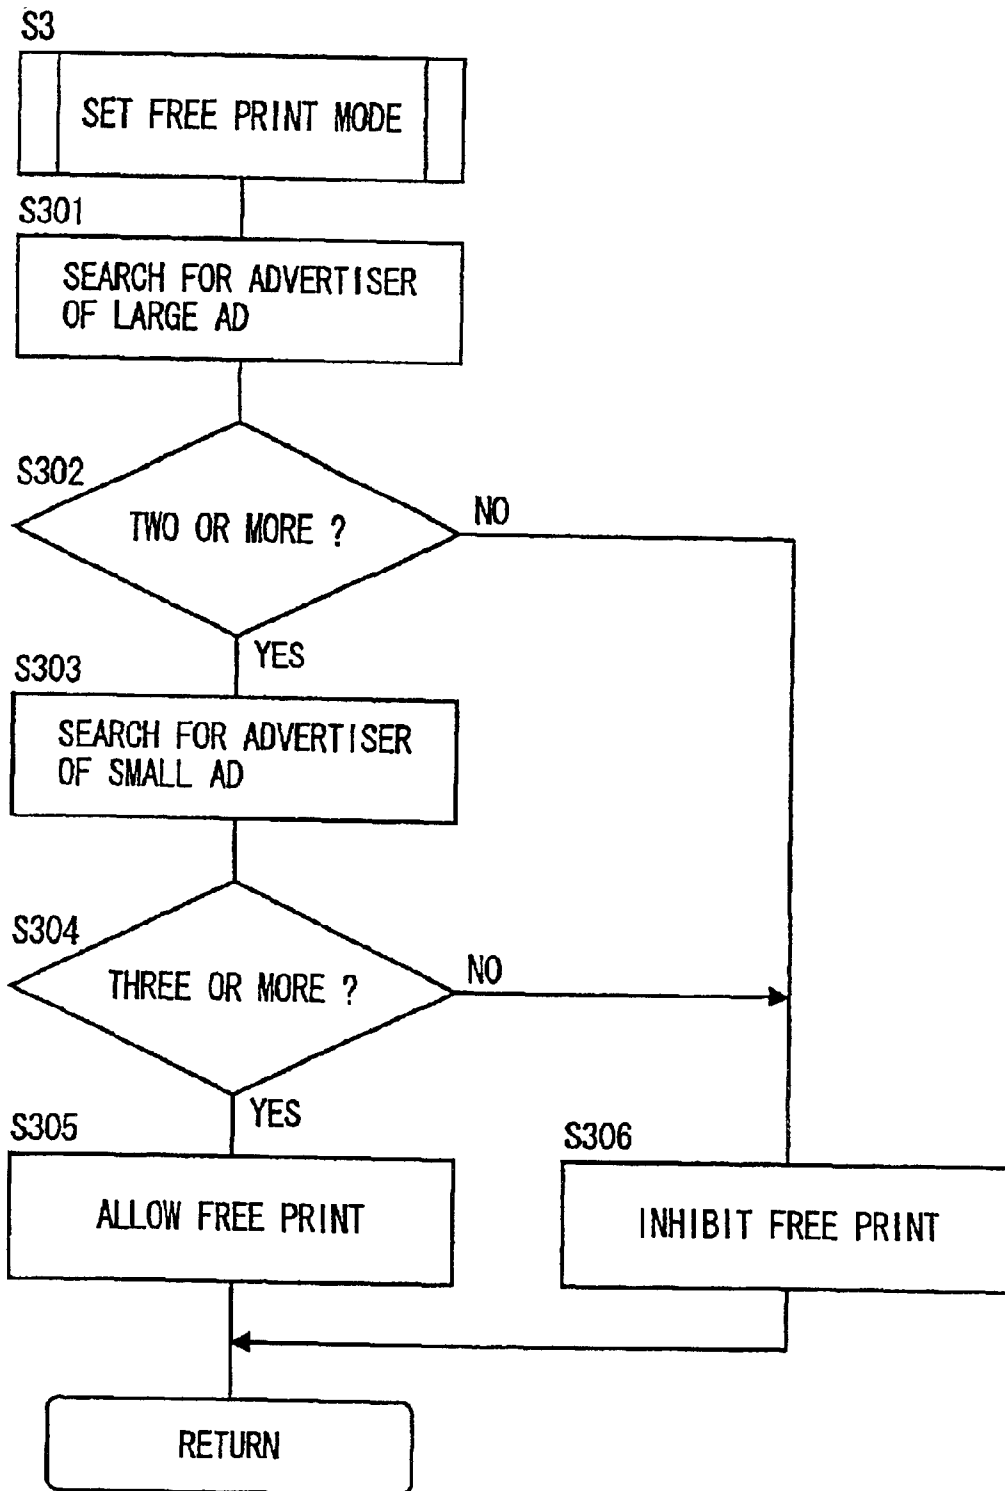 S3
SET FREE PRINT MODE
S301
SEARCH FOR ADVERTISER
OF LARGE AD
S302
TWO OR MORE ?
NO
YES
S303
SEARCH FOR ADVERTISER
OF SMALL AD
S304
THREE OR MORE ?
NO
YES
S305
ALLOW FREE PRINT
S306
INHIBIT FREE PRINT
RETURN